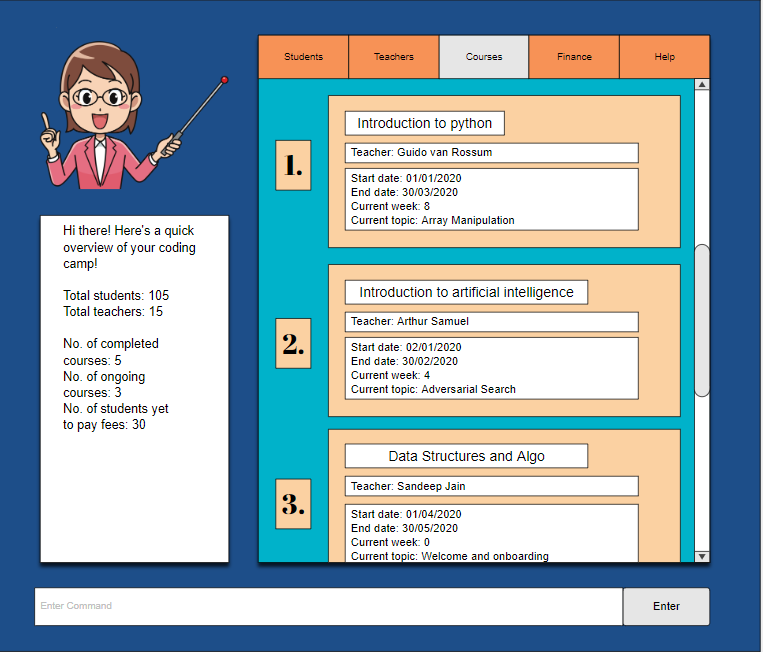 Students Teachers Courses Finance Help
Hi there! Here's a quick
overview of your coding
camp!
Total students: 105
Total teachers: 15
No. of completed
courses: 5
No. of ongoing
courses: 3
No. of students yet
to pay fees: 30
1.
Introduction to python
Teacher: Guido van Rossum
Start date: 01/01/2020
End date: 30/03/2020
Current week: 8
Current topic: Array Manipulation
2.
Introduction to artificial intelligence
Teacher: Arthur Samuel
Start date: 02/01/2020
End date: 30/02/2020
Current week: 4
Current topic: Adversarial Search
3.
Data Structures and Algo
Teacher: Sandeep Jain
Start date: 01/04/2020
End date: 30/05/2020
Current week: 0
Current topic: Welcome and onboarding
Enter Command
Enter